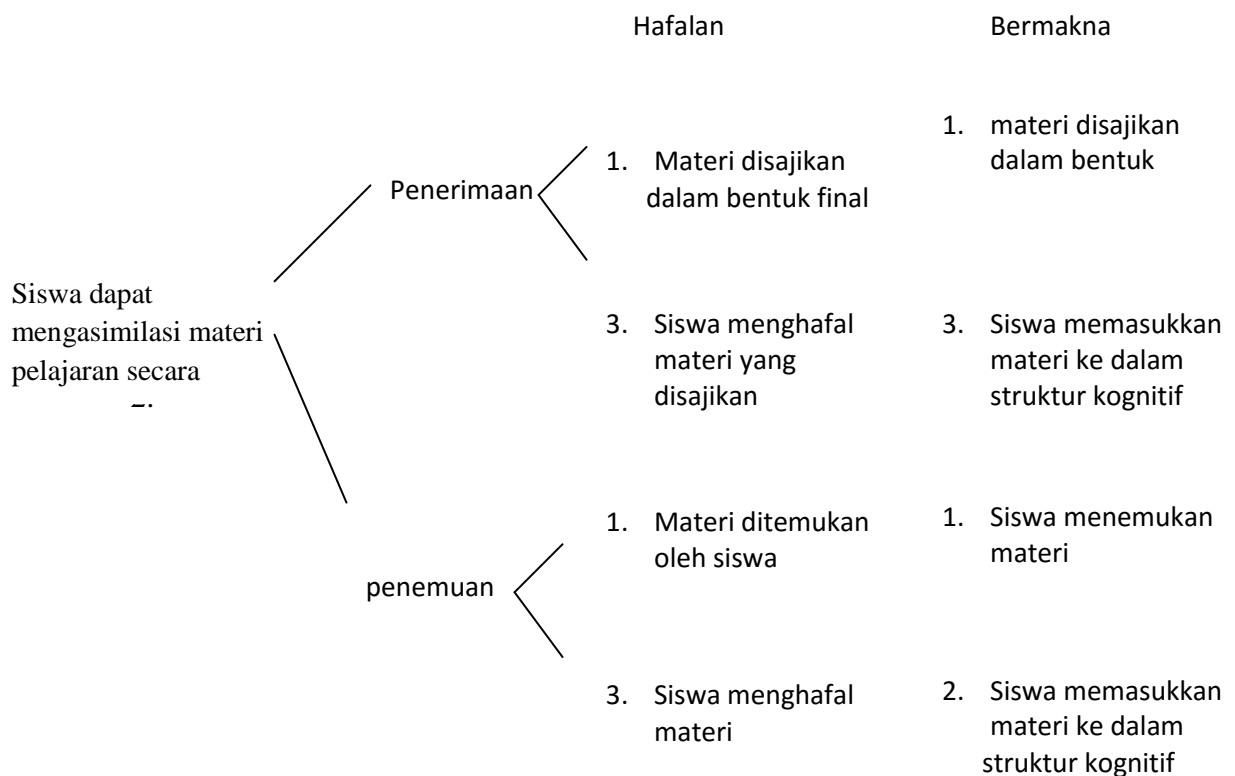 Hafalan
Bermakna
1. materi disajikan
dalam bentuk
1. Materi disajikan
dalam bentuk final
Penerimaan
Siswa dapat
mengasimilasi materi
pelajaran secara
3. Siswa menghafal
materi yang
disajikan
3. Siswa memasukkan
materi ke dalam
struktur kognitif
1. Materi ditemukan
oleh siswa
1. Siswa menemukan
materi
penemuan
3. Siswa menghafal
materi
2. Siswa memasukkan
materi ke dalam
struktur kognitif